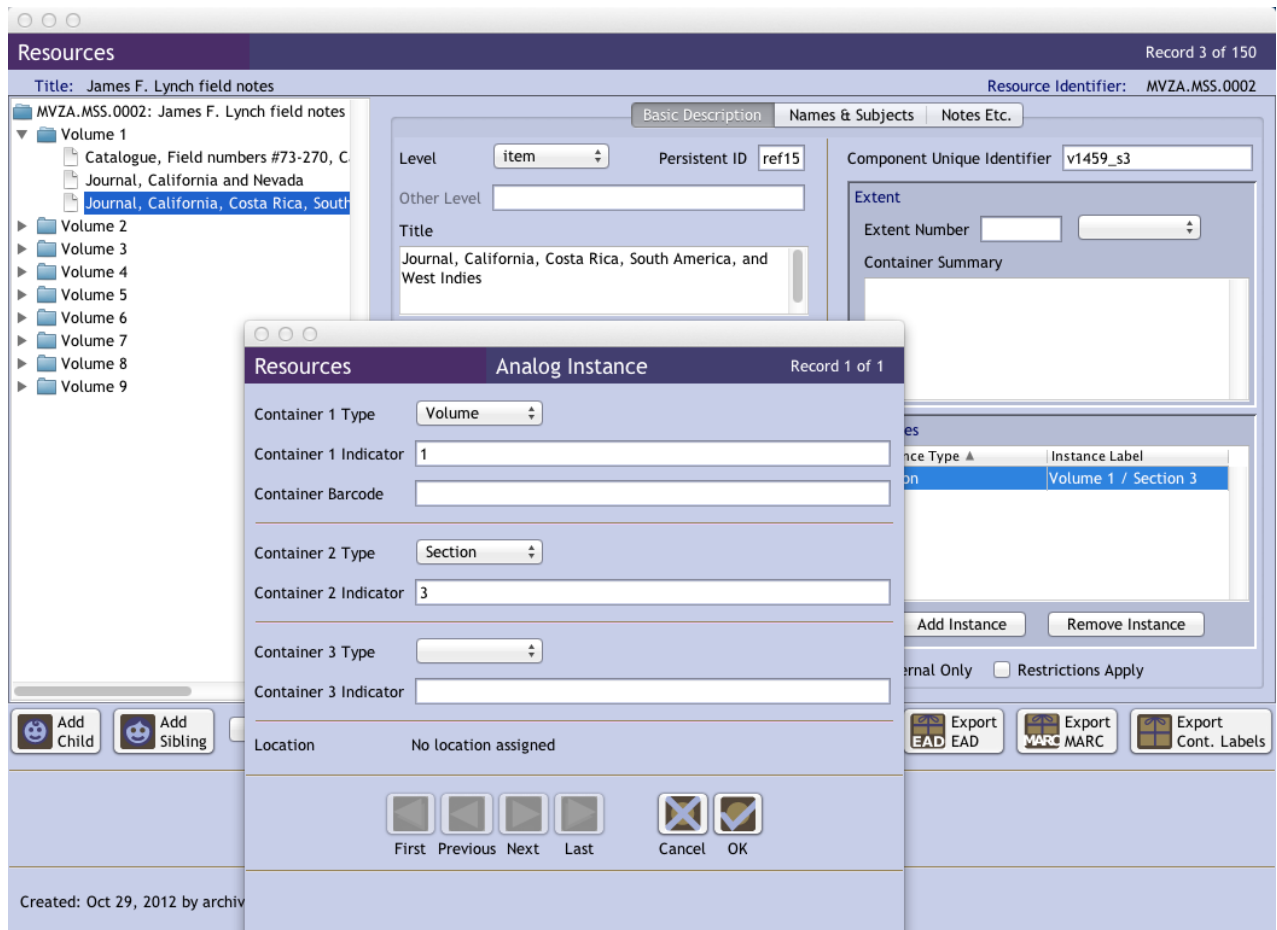 Resources
Record 3 of 150
Title: James F. Lynch field notes
Resource Identifier: MVZA.MSS.0002
MVZA.MSS.0002: James F. Lynch field notes
Volume 1
Catalogue, Field numbers #73-270, C
Journal, California and Nevada
Journal, California, Costa Rica, South
Volume 2
Volume 3
Volume 4
Volume 5
Volume 6
Volume 7
Volume 8
Volume 9
Basic Description
Names & Subjects
Notes Etc.
Level
item
Persistent ID
ref15
Other Level
Title
Journal, California, Costa Rica, South America, and
West Indies
Component Unique Identifier
v1459_s3
Extent
Extent Number
Container Summary
es
nce Type
Instance Label
on
Volume 1 / Section 3
Add Instance
Remove Instance
ernal Only
Restrictions Apply
Resources
Analog Instance
Record 1 of 1
Container 1 Type
Volume
Container 1 Indicator
1
Container Barcode
Container 2 Type
Section
Container 2 Indicator
3
Container 3 Type
Container 3 Indicator
Location
No location assigned
First
Previous
Next
Last
Cancel
OK
Add
Child
Add
Sibling
EAD
Export
EAD
MARC
Export
MARC
Export
Cont. Labels
Created: Oct 29, 2012 by archiv